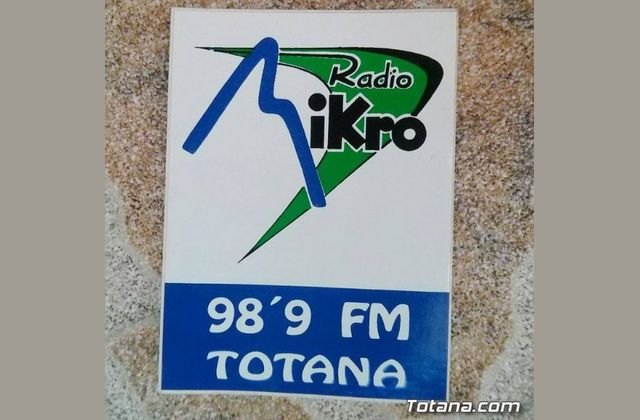 Radio
MiKro
98´9 FM
TOTANA
Totana.com